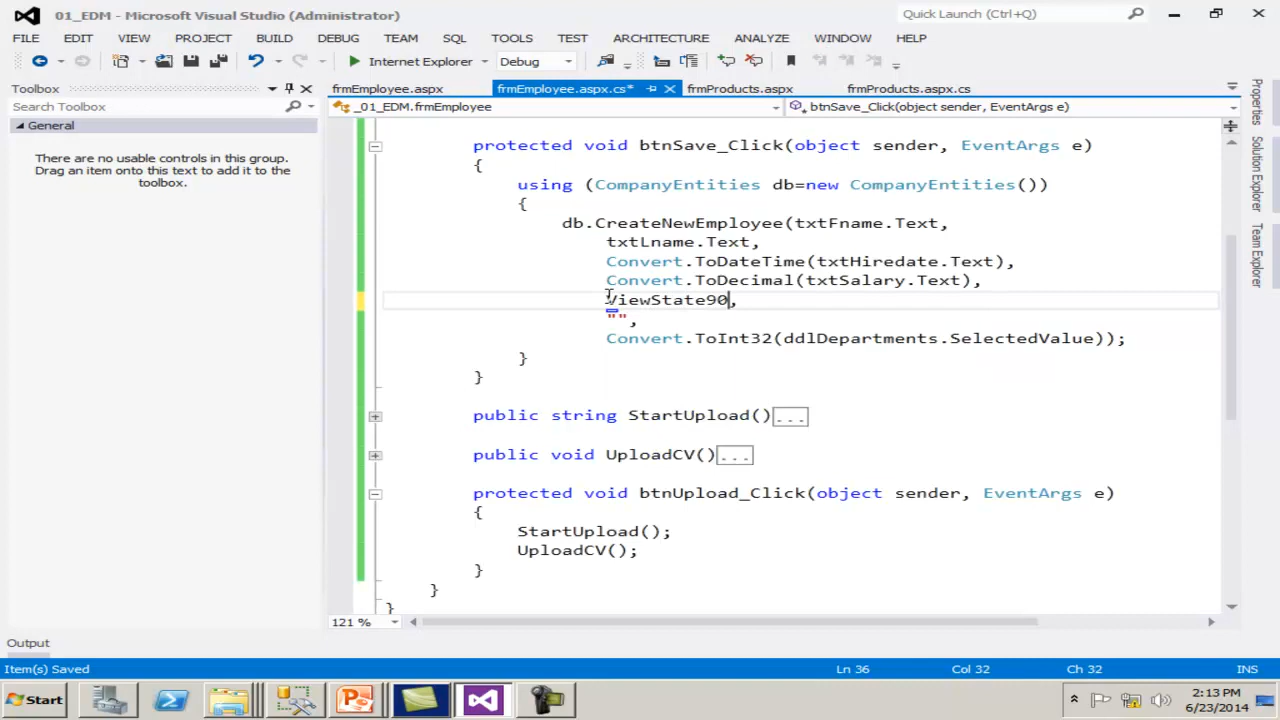 01_EDM - Microsoft Visual Studio (Administrator)
Quick Launch (Ctrl+Q)
FILE EDIT VIEW PROJECT BUILD DEBUG TEAM SQL TOOLS TEST ARCHITECTURE ANALYZE WINDOW HELP
Internet Explorer Debug
Toolbox
frmEmployee.aspx frmEmployee.aspx.cs* frmProducts.aspx frmProducts.aspx.cs
Search Toolbox
_01_EDM.frmEmployee btnSave_Click(object sender, EventArgs e)
General
There are no usable controls in this group.
Drag an item onto this text to add it to the
toolbox.
protected void btnSave_Click(object sender, EventArgs e)
{
using (CompanyEntities db=new CompanyEntities())
{
db.CreateNewEmployee(txtFname.Text,
txtLname.Text,
Convert.ToDateTime(txtHiredate.Text),
Convert.ToDecimal(txtSalary.Text),
ViewState90,
"",
Convert.ToInt32(ddlDepartments.SelectedValue));
}
}
public string StartUpload()...
public void UploadCV()...
protected void btnUpload_Click(object sender, EventArgs e)
{
StartUpload();
UploadCV();
}
}
}
Properties
Solution Explorer
Team Explorer
121 %
Output
Item(s) Saved Ln 36 Col 32 Ch 32 INS
Start
2:13 PM
6/23/2014